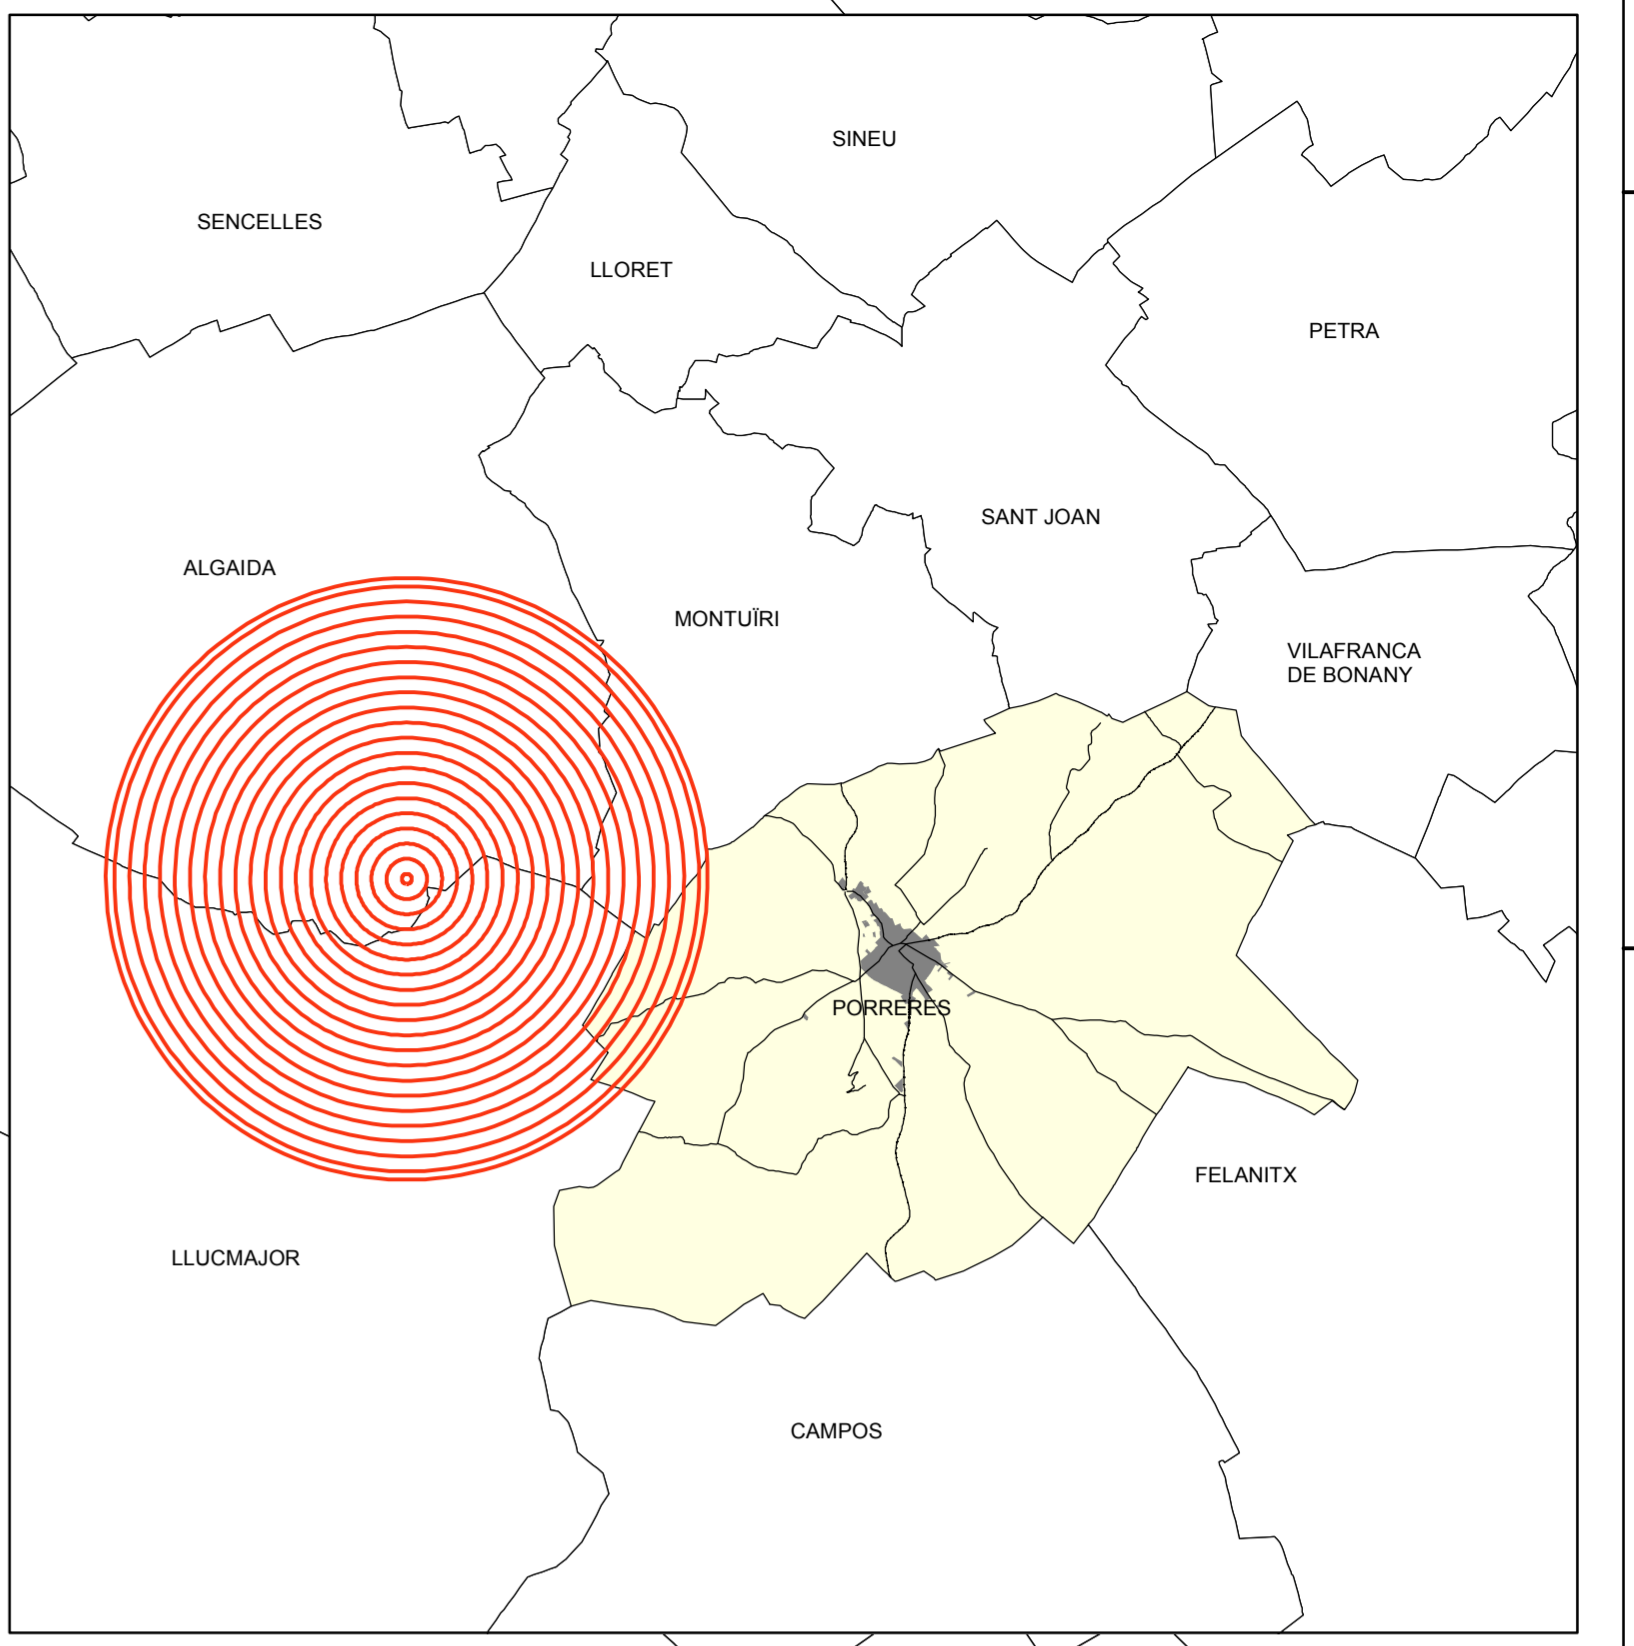 SINEU
SENCELLES
LLORET
PETRA
SANT JOAN
ALGAIDA
MONTUÏRI
VILAFRANCA
DE BONANY
PORRERES
FELANITX
LLUCMAJOR
CAMPOS